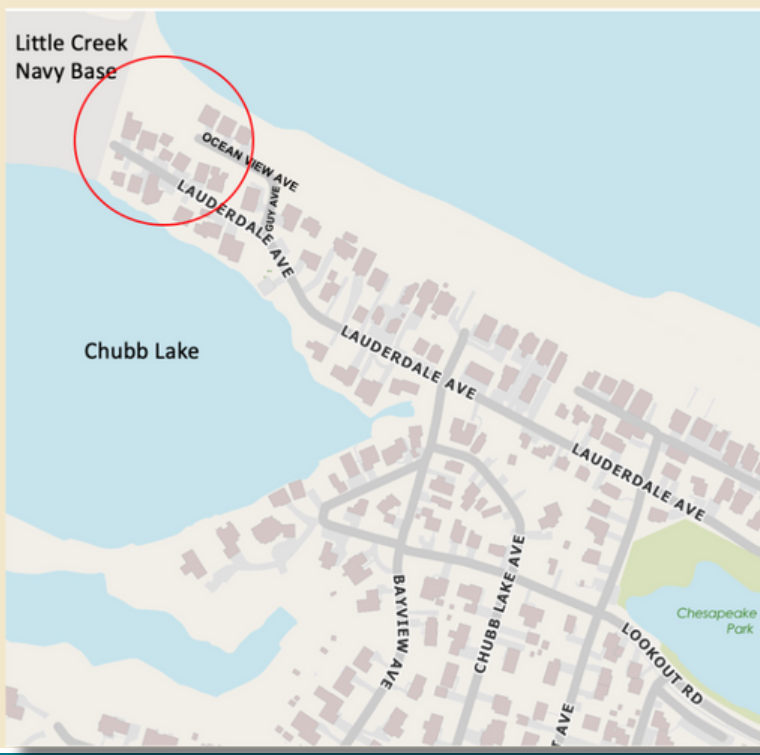 Little Creek
Navy Base
OCEAN VIEW AVE
LAUDERDALE AVE
GUY AVE
Chubb Lake
LAUDERDALE AVE
LAUDERDALE AVE
BAYVIEW AVE
CHUBB LAKE AVE
Chesapeake
Park
LOOKOUT RD
T AVE